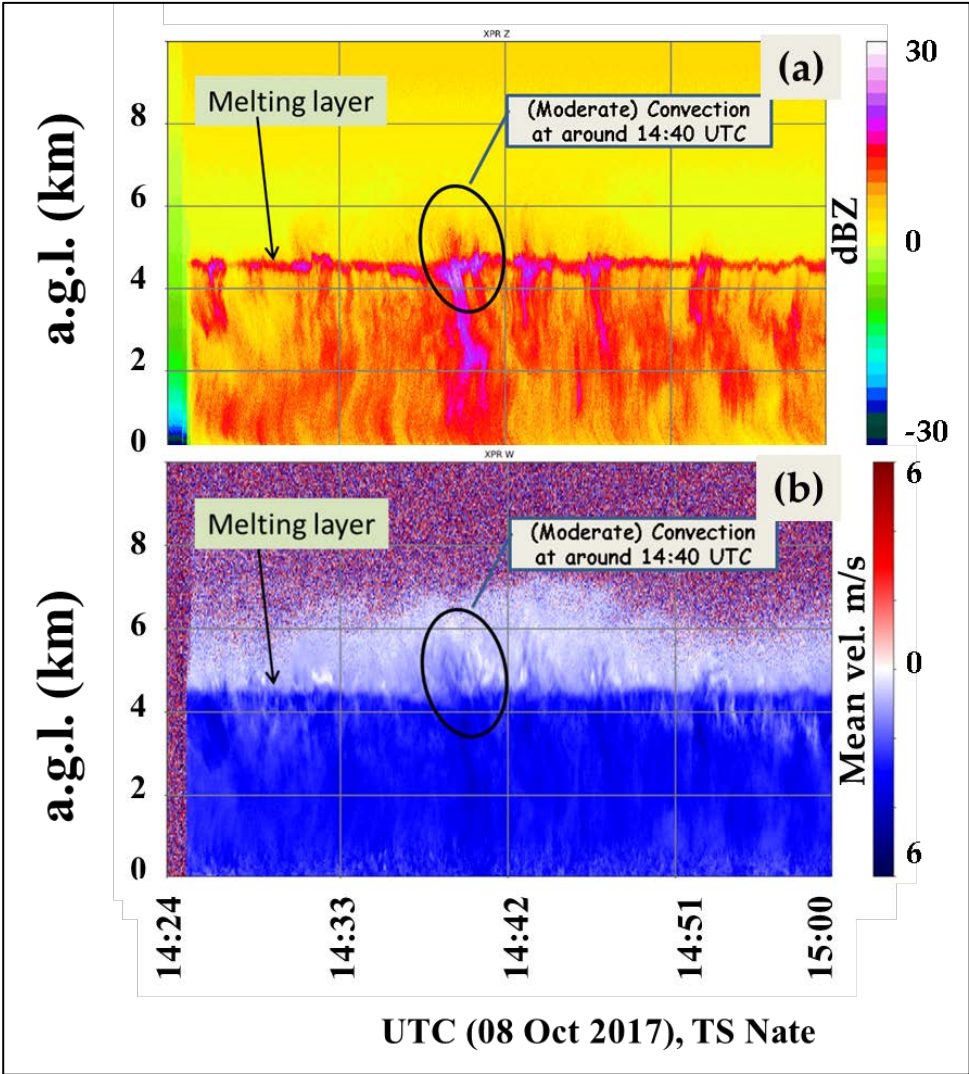 XPR Z
(a)
30
8
Melting layer
(Moderate) Convection
at around 14:40 UTC
6
a.g.l. (km)
dBZ
0
4
2
0
-30
XPR W
(b)
6
8
Melting layer
(Moderate) Convection
at around 14:40 UTC
6
a.g.l. (km)
Mean vel. m/s
0
4
2
0
6
14:24
14:33
14:42
14:51
15:00
UTC (08 Oct 2017), TS Nate